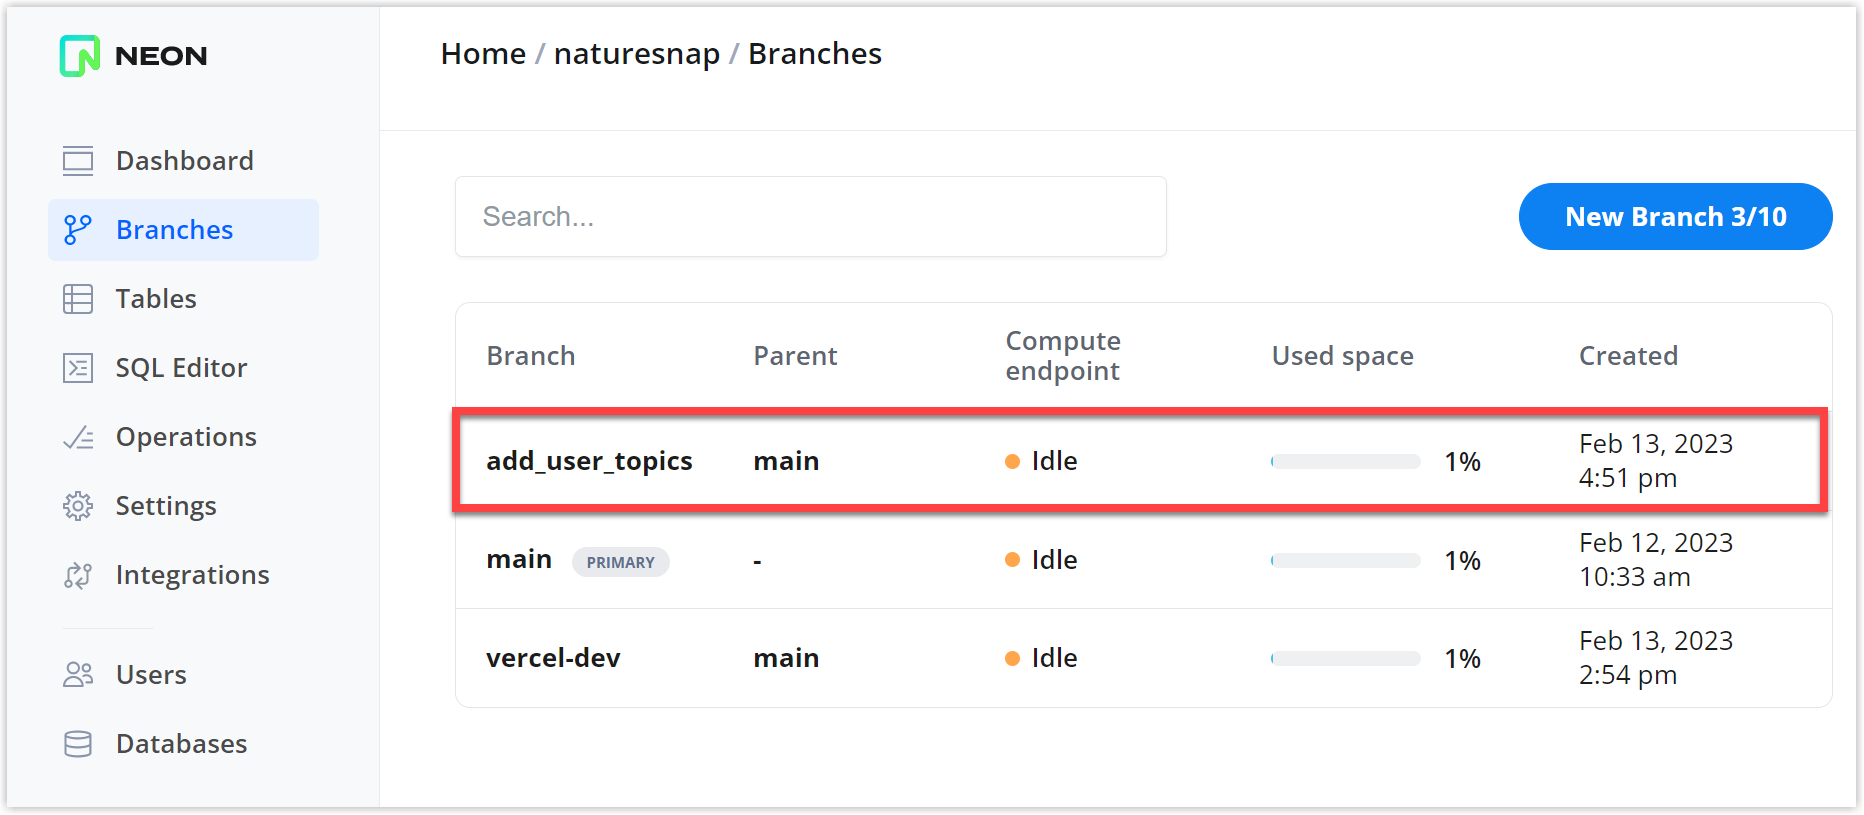 NEON
Home / naturesnap / Branches
Dashboard
Branches
Tables
SQL Editor
Operations
Settings
Integrations
Users
Databases
Search...
New Branch 3/10
Branch Parent Compute endpoint Used space Created
add_user_topics main Idle 1% Feb 13, 2023 4:51 pm
main PRIMARY - Idle 1% Feb 12, 2023 10:33 am
vercel-dev main Idle 1% Feb 13, 2023 2:54 pm